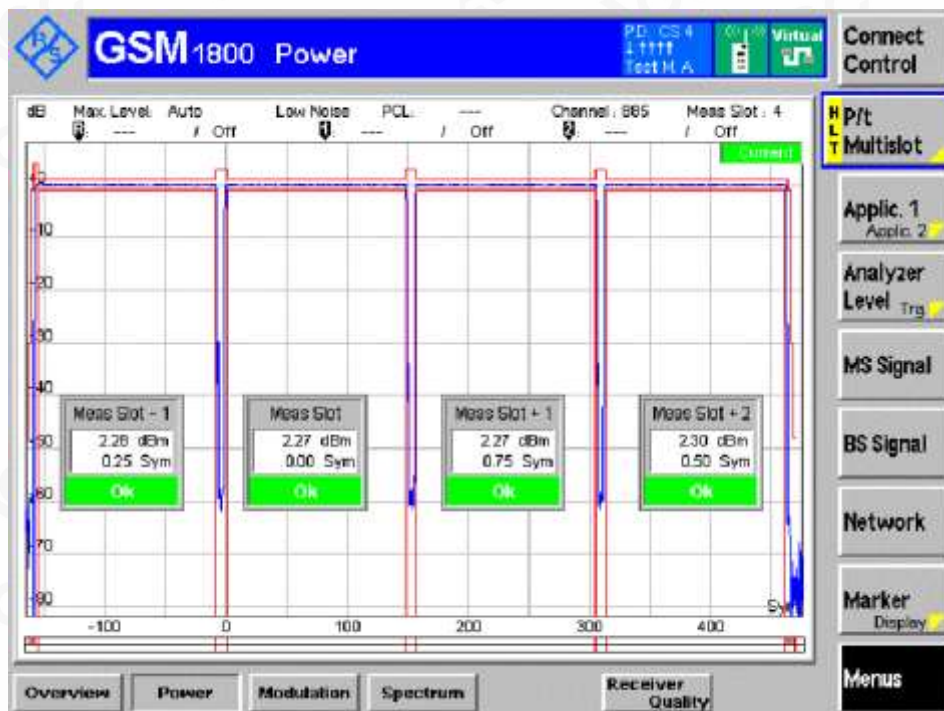 R S
GSM 1800 Power
P.D. CS 4
↓↑↑↑↑
Test M. A
Virtual
Connect
Control
dB Max. Level: Auto Low Noise PCL: --- Channel: 885 Meas Slot: 4
--- / Off 1 --- / Off 2 --- / Off
Current
HLT
P/t
Multislot
Applic. 1
Applic. 2
Analyzer
Level Trg
MS Signal
BS Signal
Network
Marker
Display
Menus
-10
-20
-30
-40
-50
-60
-70
-80
Meas Slot - 1
2.28 dBm
0.25 Sym
Ok
Meas Slot
2.27 dBm
0.00 Sym
Ok
Meas Slot + 1
2.27 dBm
0.75 Sym
Ok
Meas Slot + 2
2.30 dBm
0.50 Sym
Ok
-100 0 100 200 300 400
Overview Power Modulation Spectrum Receiver
Quality